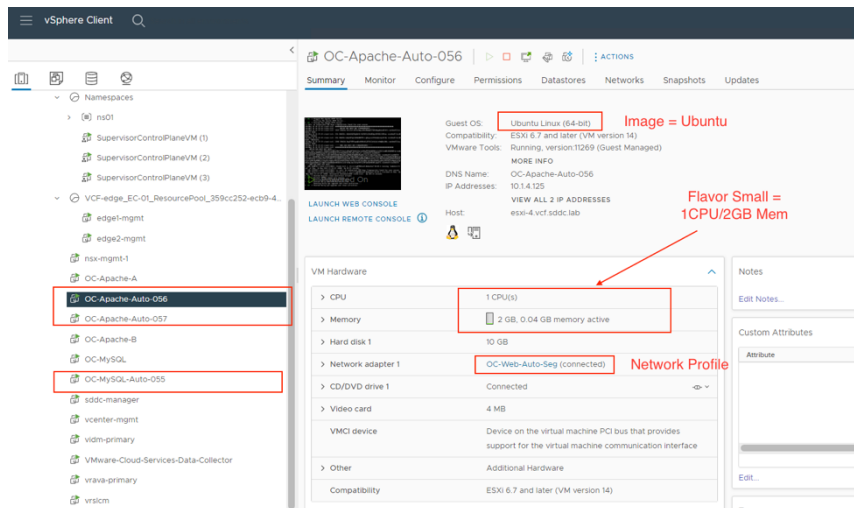 vSphere Client
OC-Apache-Auto-056
ACTIONS
Summary Monitor Configure Permissions Datastores Networks Snapshots Updates
Namespaces
ns01
SupervisorControlPlaneVM (1)
SupervisorControlPlaneVM (2)
SupervisorControlPlaneVM (3)
VCF-edge_EC-01_ResourcePool_359cc252-ecb9-4...
edge1-mgmt
edge2-mgmt
nsx-mgmt-1
OC-Apache-A
OC-Apache-Auto-056
OC-Apache-Auto-057
OC-Apache-B
OC-MySQL
OC-MySQL-Auto-055
sddc-manager
vcenter-mgmt
vidm-primary
VMware-Cloud-Services-Data-Collector
vrava-primary
vrslcm
Powered On
LAUNCH WEB CONSOLE
LAUNCH REMOTE CONSOLE
Guest OS: Ubuntu Linux (64-bit)
Compatibility: ESXi 6.7 and later (VM version 14)
VMware Tools: Running, version:11269 (Guest Managed)
MORE INFO
DNS Name: OC-Apache-Auto-056
IP Addresses: 10.1.4.125
VIEW ALL 2 IP ADDRESSES
Host: esxi-4.vcf.sddc.lab
Image = Ubuntu
Flavor Small =
1CPU/2GB Mem
VM Hardware
CPU 1 CPU(s)
Memory 2 GB, 0.04 GB memory active
Hard disk 1 10 GB
Network adapter 1 OC-Web-Auto-Seg (connected)
Network Profile
CD/DVD drive 1 Connected
Video card 4 MB
VMCI device Device on the virtual machine PCI bus that provides
support for the virtual machine communication interface
Other Additional Hardware
Compatibility ESXi 6.7 and later (VM version 14)
Notes
Edit Notes...
Custom Attributes
Attribute
Edit...